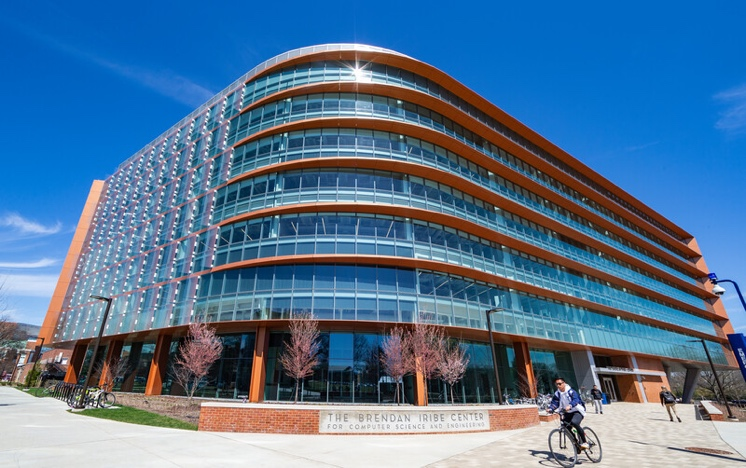 THE BRENDAN IRIBE CENTER
FOR COMPUTER SCIENCE AND ENGINEERING